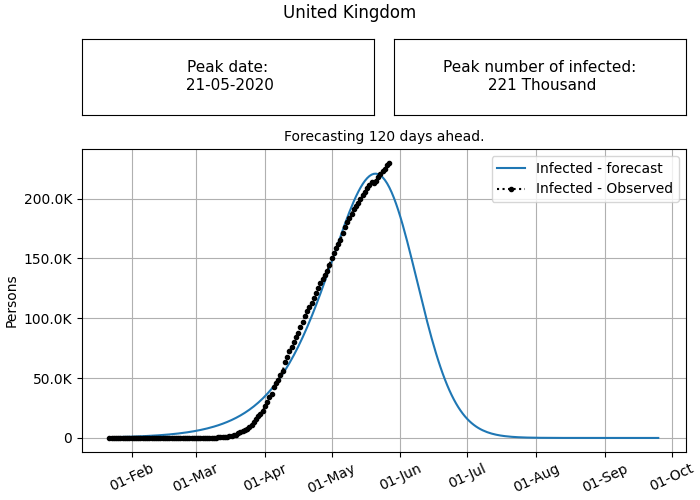 United Kingdom
Peak date:
21-05-2020
Peak number of infected:
221 Thousand
Forecasting 120 days ahead.
Infected - forecast
Infected - Observed
Persons
200.0K
150.0K
100.0K
50.0K
0
01-Feb
01-Mar
01-Apr
01-May
01-Jun
01-Jul
01-Aug
01-Sep
01-Oct